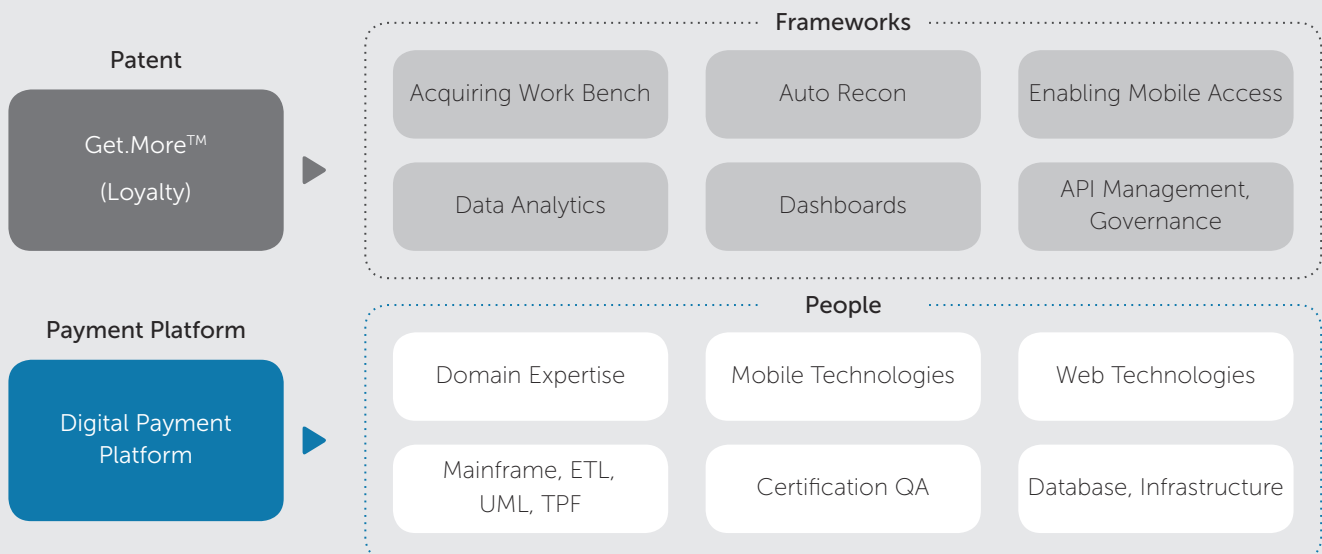 Patent
Get.More™
(Loyalty)
Frameworks
Acquiring Work Bench
Auto Recon
Enabling Mobile Access
Data Analytics
Dashboards
API Management,
Governance
Payment Platform
Digital Payment
Platform
People
Domain Expertise
Mobile Technologies
Web Technologies
Mainframe, ETL,
UML, TPF
Certification QA
Database, Infrastructure